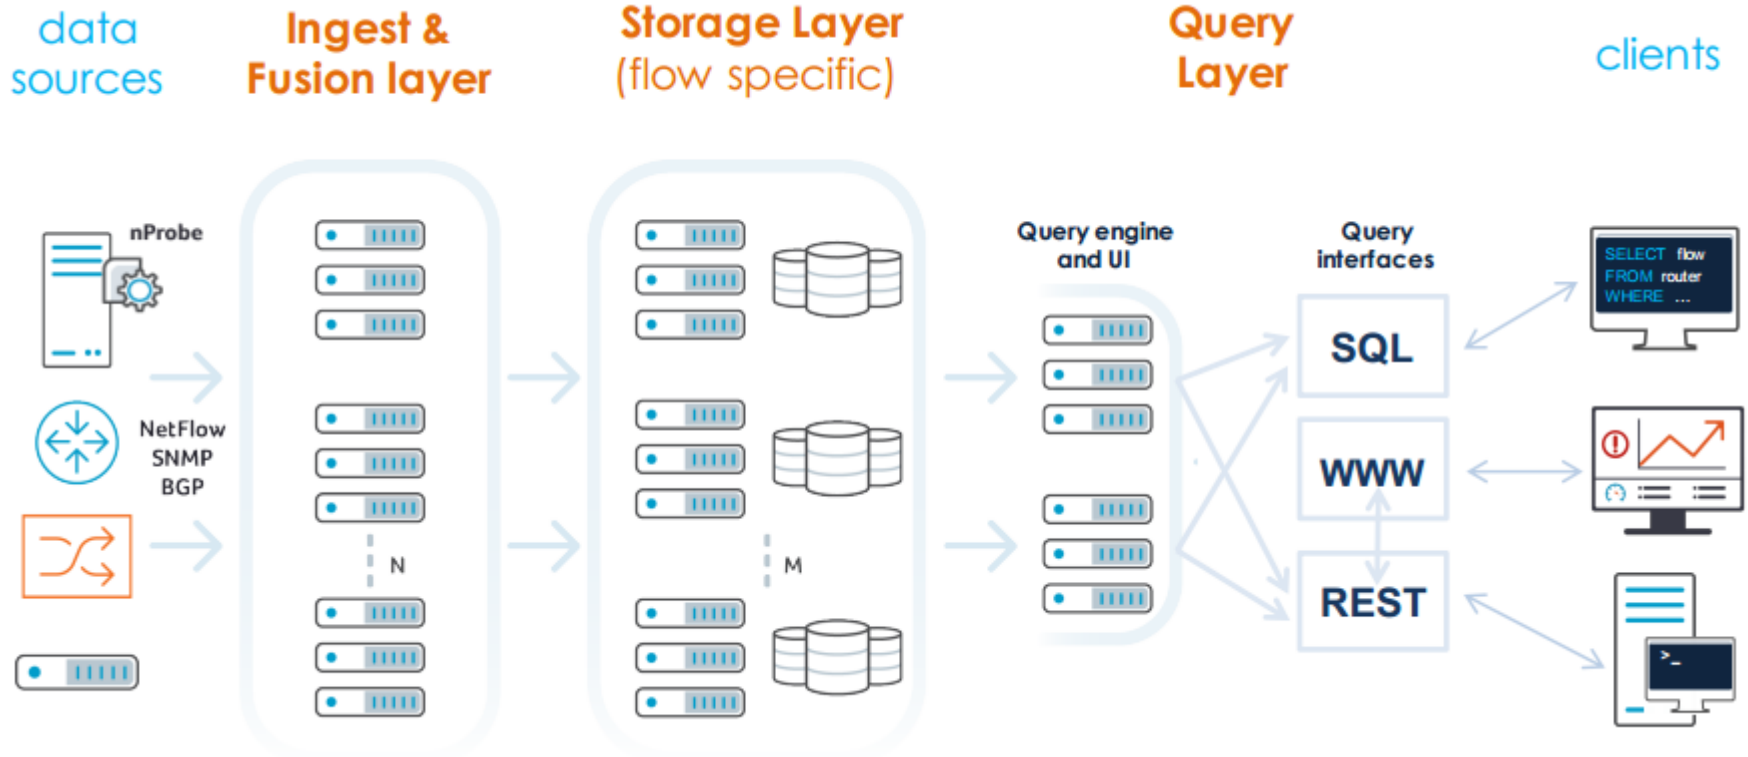 data
sources
Ingest &
Fusion layer
Storage Layer
(flow specific)
Query
Layer
clients
nProbe
NetFlow
SNMP
BGP
N
M
Query engine
and UI
Query
interfaces
SQL
WWW
REST
SELECT flow
FROM router
WHERE ...
>_